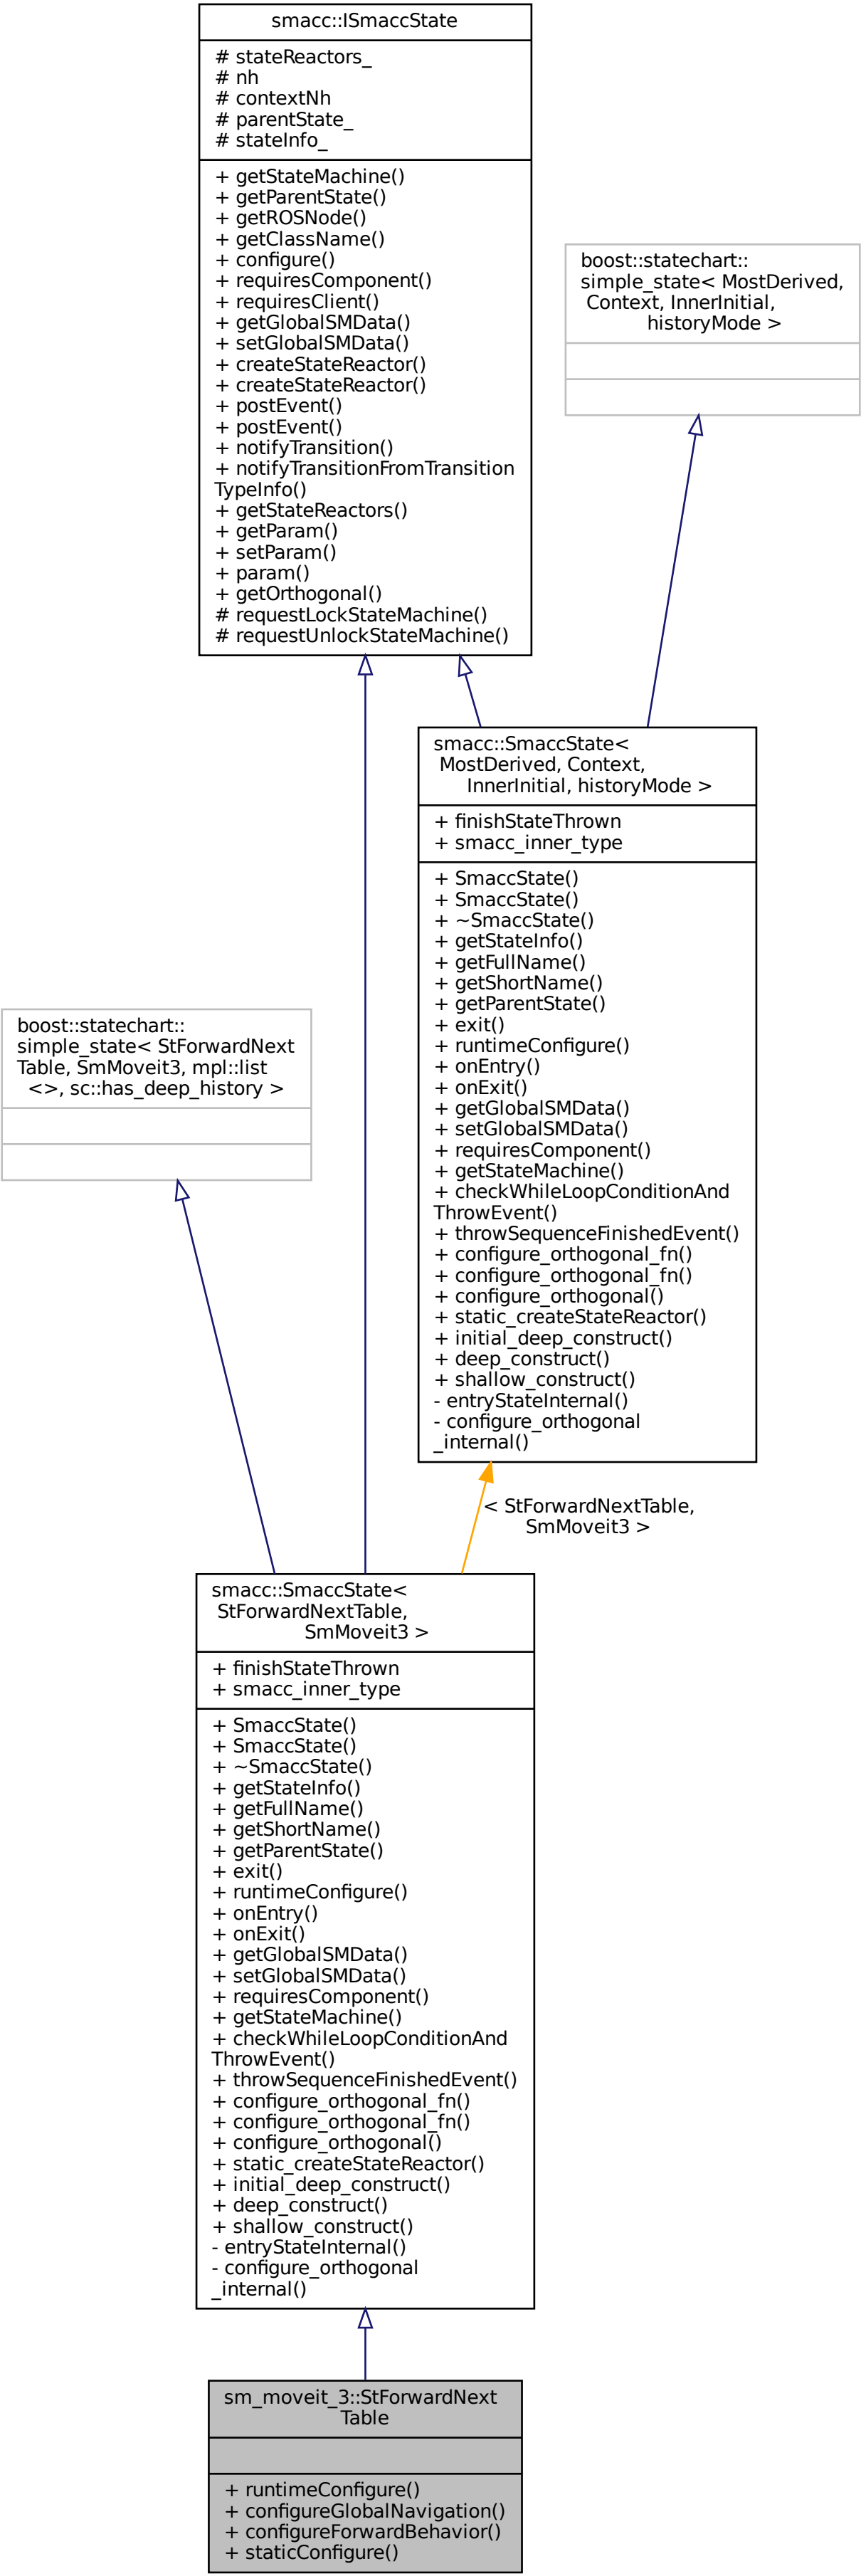 smacc::ISmaccState
# stateReactors_
# nh
# contextNh
# parentState_
# stateInfo_
+ getStateMachine()
+ getParentState()
+ getROSNode()
+ getClassName()
+ configure()
+ requiresComponent()
+ requiresClient()
+ getGlobalSMData()
+ setGlobalSMData()
+ createStateReactor()
+ createStateReactor()
+ postEvent()
+ postEvent()
+ notifyTransition()
+ notifyTransitionFromTransition
TypeInfo()
+ getStateReactors()
+ getParam()
+ setParam()
+ param()
+ getOrthogonal()
# requestLockStateMachine()
# requestUnlockStateMachine()
boost::statechart::
simple_state< MostDerived,
Context, InnerInitial,
historyMode >
smacc::SmaccState<
MostDerived, Context,
InnerInitial, historyMode >
+ finishStateThrown
+ smacc_inner_type
+ SmaccState()
+ SmaccState()
+ ~SmaccState()
+ getStateInfo()
+ getFullName()
+ getShortName()
+ getParentState()
+ exit()
+ runtimeConfigure()
+ onEntry()
+ onExit()
+ getGlobalSMData()
+ setGlobalSMData()
+ requiresComponent()
+ getStateMachine()
+ checkWhileLoopConditionAnd
ThrowEvent()
+ throwSequenceFinishedEvent()
+ configure_orthogonal_fn()
+ configure_orthogonal_fn()
+ configure_orthogonal()
+ static_createStateReactor()
+ initial_deep_construct()
+ deep_construct()
+ shallow_construct()
- entryStateInternal()
- configure_orthogonal
_internal()
boost::statechart::
simple_state< StForwardNext
Table, SmMoveit3, mpl::list
<>, sc::has_deep_history >
< StForwardNextTable,
SmMoveit3 >
smacc::SmaccState<
StForwardNextTable,
SmMoveit3 >
+ finishStateThrown
+ smacc_inner_type
+ SmaccState()
+ SmaccState()
+ ~SmaccState()
+ getStateInfo()
+ getFullName()
+ getShortName()
+ getParentState()
+ exit()
+ runtimeConfigure()
+ onEntry()
+ onExit()
+ getGlobalSMData()
+ setGlobalSMData()
+ requiresComponent()
+ getStateMachine()
+ checkWhileLoopConditionAnd
ThrowEvent()
+ throwSequenceFinishedEvent()
+ configure_orthogonal_fn()
+ configure_orthogonal_fn()
+ configure_orthogonal()
+ static_createStateReactor()
+ initial_deep_construct()
+ deep_construct()
+ shallow_construct()
- entryStateInternal()
- configure_orthogonal
_internal()
sm_moveit_3::StForwardNext
Table
+ runtimeConfigure()
+ configureGlobalNavigation()
+ configureForwardBehavior()
+ staticConfigure()